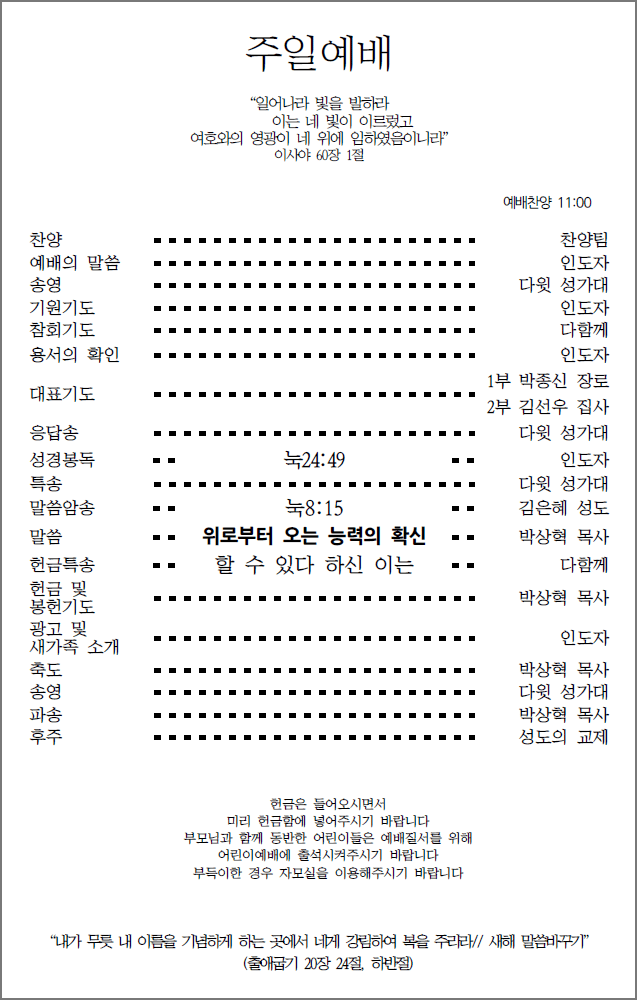 주일예배
“일어나라 빛을 발하라
이는 네 빛이 이르렀고
여호와의 영광이 네 위에 임하였음이니라”
이사야 60장 1절
예배찬양 11:00
찬양 찬양팀
예배의 말씀 인도자
송영 다윗 성가대
기원기도 인도자
참회기도 다함께
용서의 확인 인도자
대표기도 1부 박종신 장로
2부 김선우 집사
응답송 다윗 성가대
성경봉독 눅24:49 인도자
특송 다윗 성가대
말씀암송 눅8:15 김은혜 성도
말씀 위로부터 오는 능력의 확신 박상혁 목사
헌금특송 할 수 있다 하신 이는 다함께
헌금 및
봉헌기도 박상혁 목사
광고 및
새가족 소개 인도자
축도 박상혁 목사
송영 다윗 성가대
파송 박상혁 목사
후주 성도의 교제
헌금은 들어오시면서
미리 헌금함에 넣어주시기 바랍니다
부모님과 함께 동반한 어린이들은 예배질서를 위해
어린이예배에 출석시켜주시기 바랍니다
부득이한 경우 자모실을 이용해주시기 바랍니다
“내가 무릇 내 이름을 기념하게 하는 곳에서 네게 강림하여 복을 주리라// 새해 말씀바꾸기”
(출애굽기 20장 24절, 하반절)